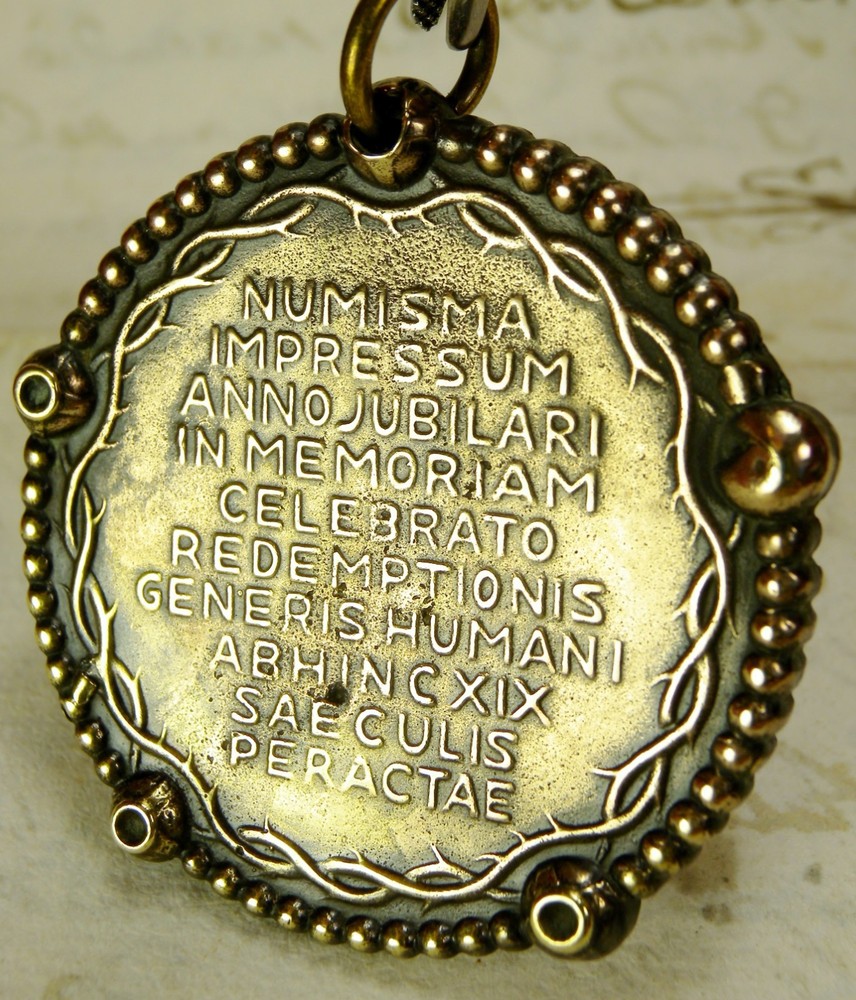 NUMISMA
IMPRESSUM
ANNO JUBILARI
IN MEMORIAM
CELEBRATO
REDEMPTIONIS
GENERIS HUMANI
ABHINC XIX
SAECULIS
PERACTAE